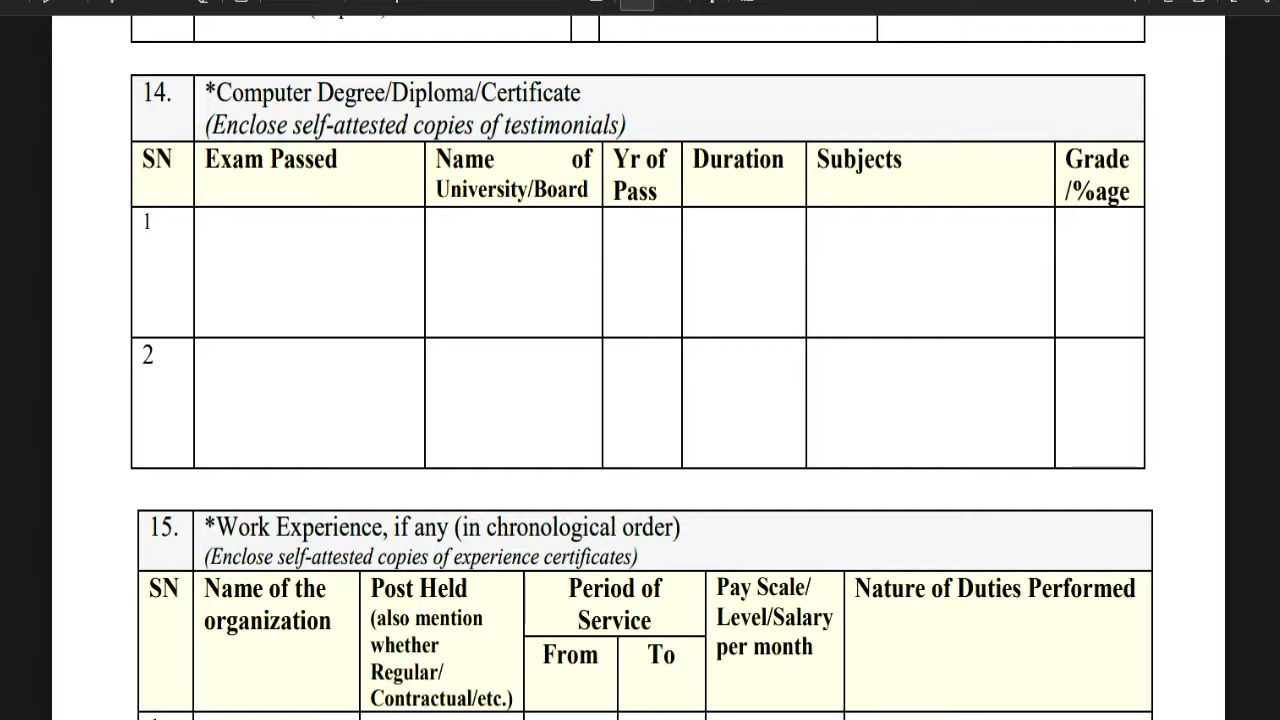 14. *Computer Degree/Diploma/Certificate
(Enclose self-attested copies of testimonials)
SN Exam Passed Name of University/Board Yr of Pass Duration Subjects Grade /%age
1
2
15. *Work Experience, if any (in chronological order)
(Enclose self-attested copies of experience certificates)
SN Name of the organization Post Held (also mention whether Regular/ Contractual/etc.) Period of Service From To Pay Scale/ Level/Salary per month Nature of Duties Performed